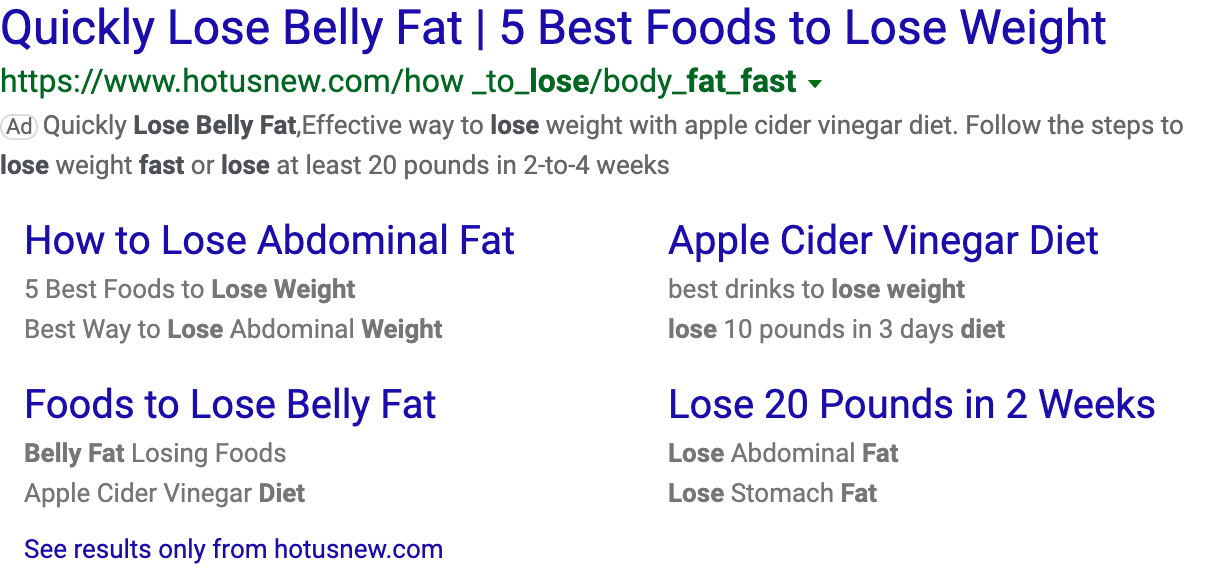 Quickly Lose Belly Fat | 5 Best Foods to Lose Weight
https://www.hotusnew.com/how _to_lose/body_fat_fast
Ad Quickly Lose Belly Fat,Effective way to lose weight with apple cider vinegar diet. Follow the steps to
lose weight fast or lose at least 20 pounds in 2-to-4 weeks
How to Lose Abdominal Fat
5 Best Foods to Lose Weight
Best Way to Lose Abdominal Weight
Apple Cider Vinegar Diet
best drinks to lose weight
lose 10 pounds in 3 days diet
Foods to Lose Belly Fat
Belly Fat Losing Foods
Apple Cider Vinegar Diet
Lose 20 Pounds in 2 Weeks
Lose Abdominal Fat
Lose Stomach Fat
See results only from hotusnew.com